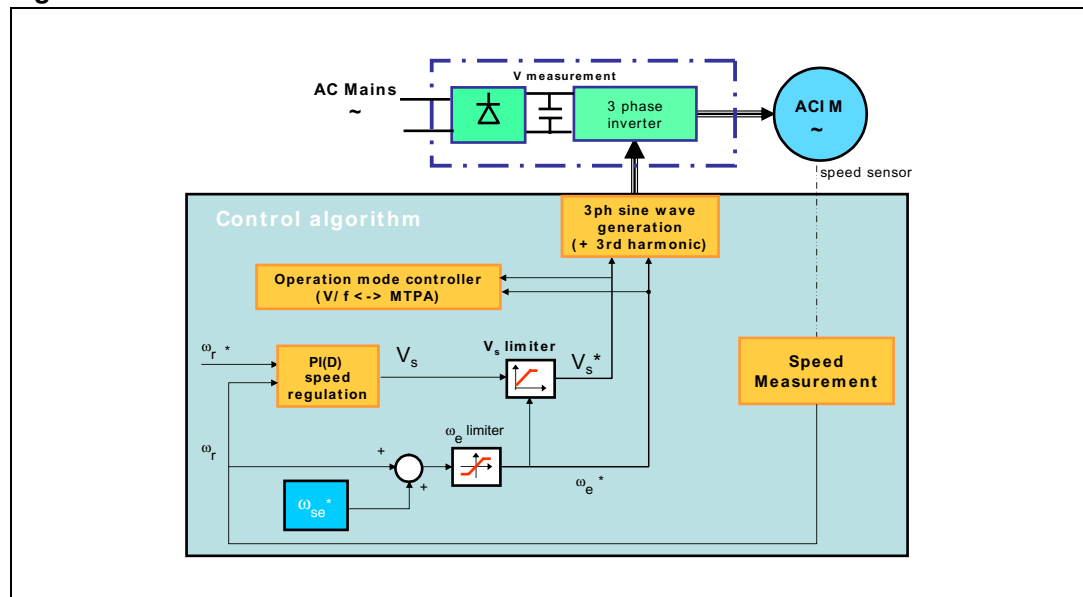 V measurement
AC Mains
~
3 phase
inverter
ACI M
~
speed sensor
Control algorithm
3ph sine wave
generation
(+ 3rd harmonic)
Operation mode controller
(V/ f <-> MTPA)
ωr *
PI(D)
speed
regulation
Vs
Vs limiter
Vs*
Speed
Measurement
ωr
+
+
ωe limiter
ωe *
ωse*